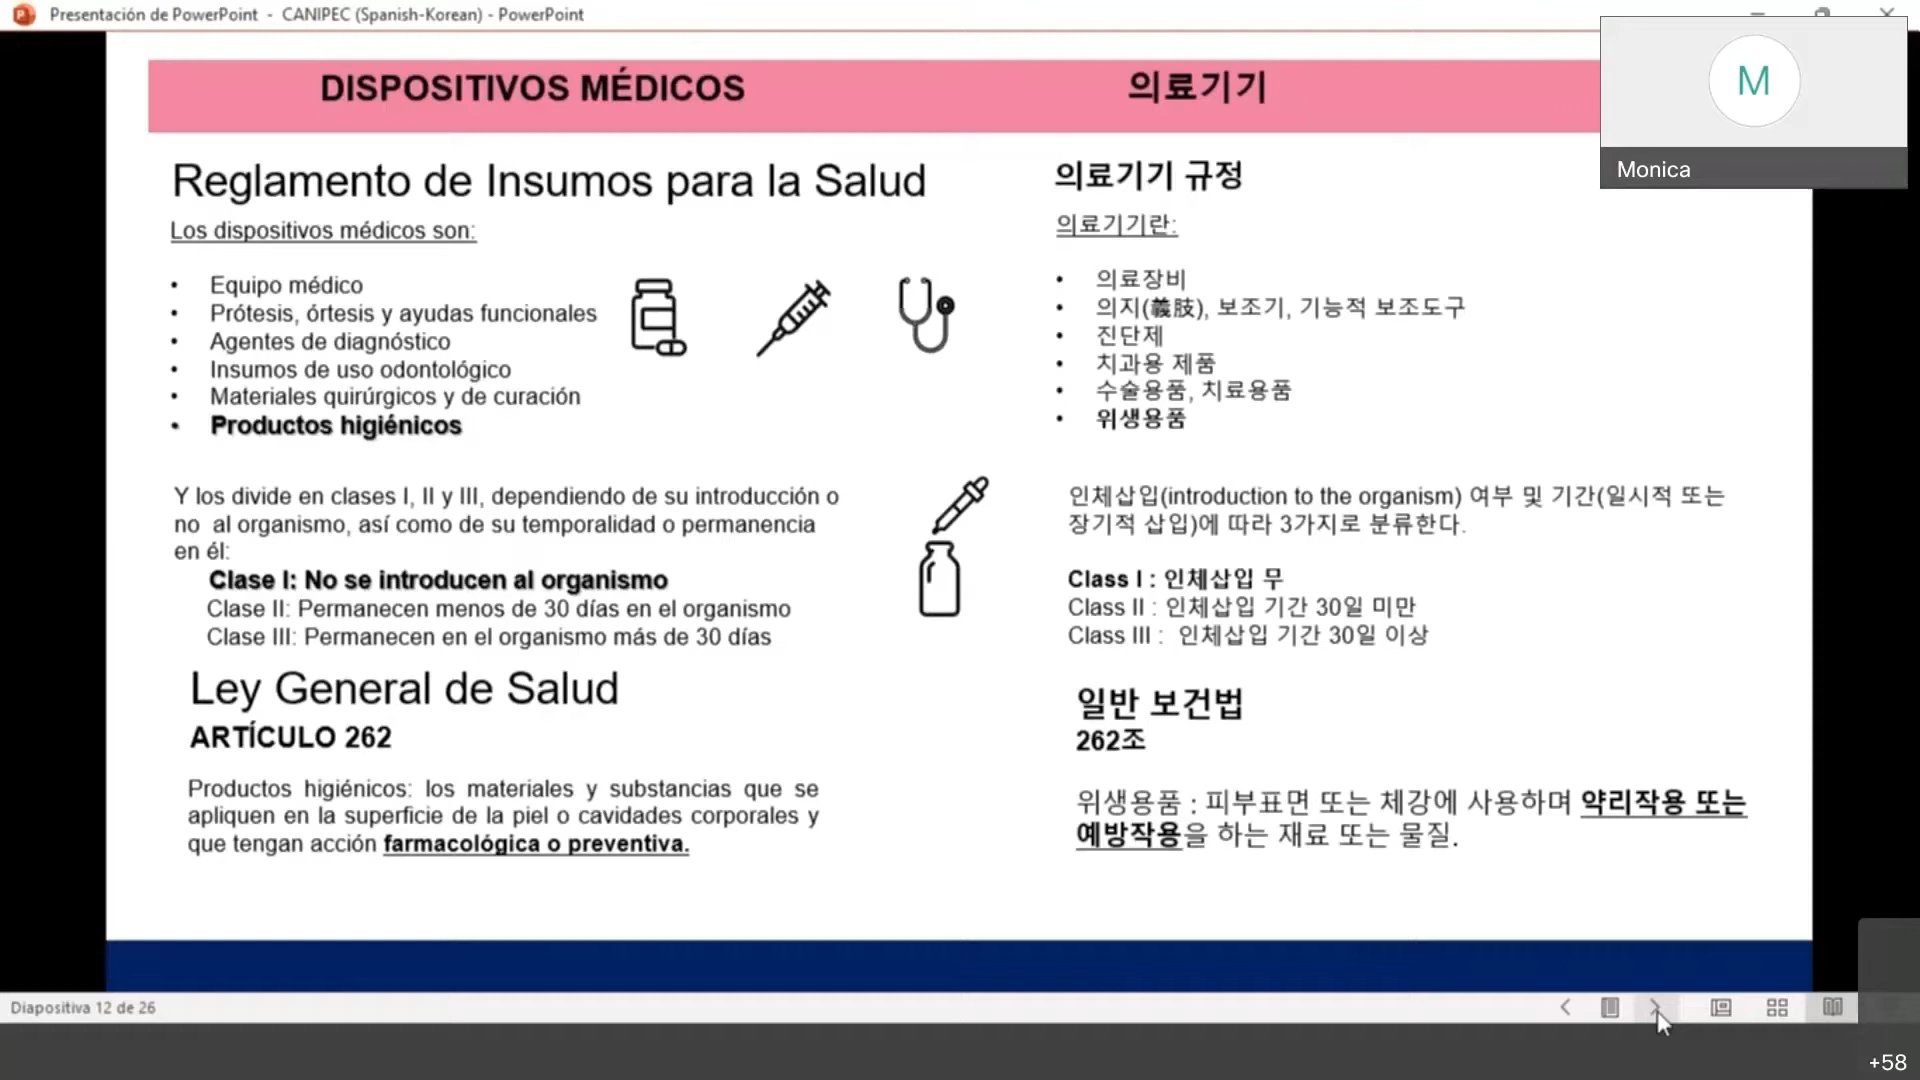 Presentación de PowerPoint - CANIPEC (Spanish-Korean) - PowerPoint
M
Monica
DISPOSITIVOS MÉDICOS
의료기기
Reglamento de Insumos para la Salud
Los dispositivos médicos son:
• Equipo médico
• Prótesis, órtesis y ayudas funcionales
• Agentes de diagnóstico
• Insumos de uso odontológico
• Materiales quirúrgicos y de curación
• Productos higiénicos
Y los divide en clases I, II y III, dependiendo de su introducción o
no al organismo, así como de su temporalidad o permanencia
en él:
Clase I: No se introducen al organismo
Clase II: Permanecen menos de 30 días en el organismo
Clase III: Permanecen en el organismo más de 30 días
Ley General de Salud
ARTÍCULO 262
Productos higiénicos: los materiales y substancias que se
apliquen en la superficie de la piel o cavidades corporales y
que tengan acción farmacológica o preventiva.
의료기기 규정
의료기기란:
• 의료장비
• 의지(義肢), 보조기, 기능적 보조도구
• 진단제
• 치과용 제품
• 수술용품, 치료용품
• 위생용품
인체삽입(introduction to the organism) 여부 및 기간(일시적 또는
장기적 삽입)에 따라 3가지로 분류한다.
Class I : 인체삽입 무
Class II : 인체삽입 기간 30일 미만
Class III : 인체삽입 기간 30일 이상
일반 보건법
262조
위생용품 : 피부표면 또는 체강에 사용하며 약리작용 또는
예방작용을 하는 재료 또는 물질.
Diapositiva 12 de 26
+58